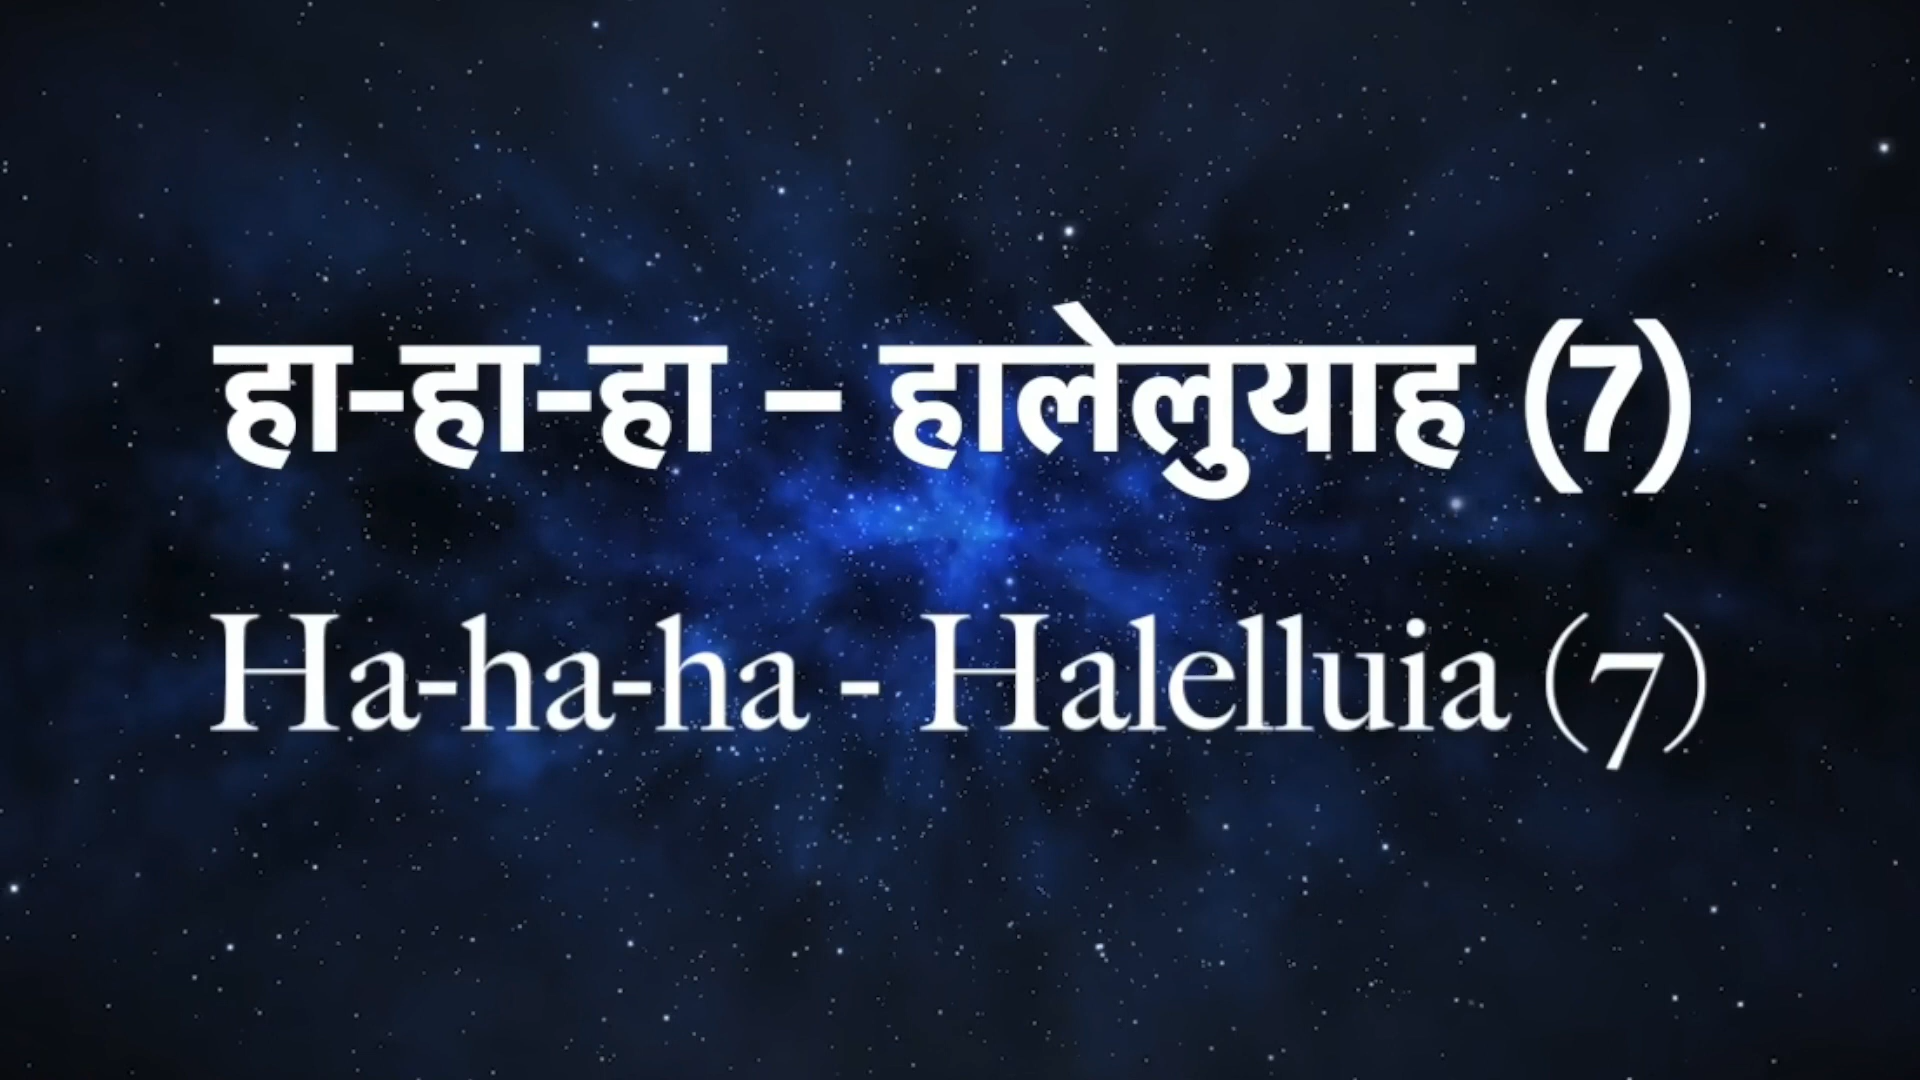 हा-हा-हा – हालेलुयाह (7)
Ha-ha-ha - Halelluia (7)